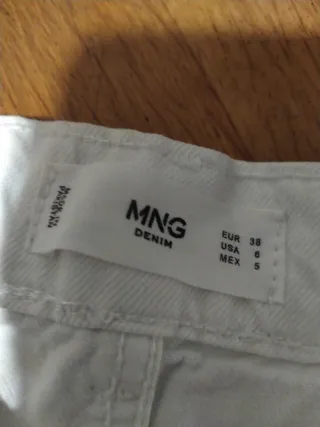 MNG
DENIM
EUR 38
USA 6
MEX 5